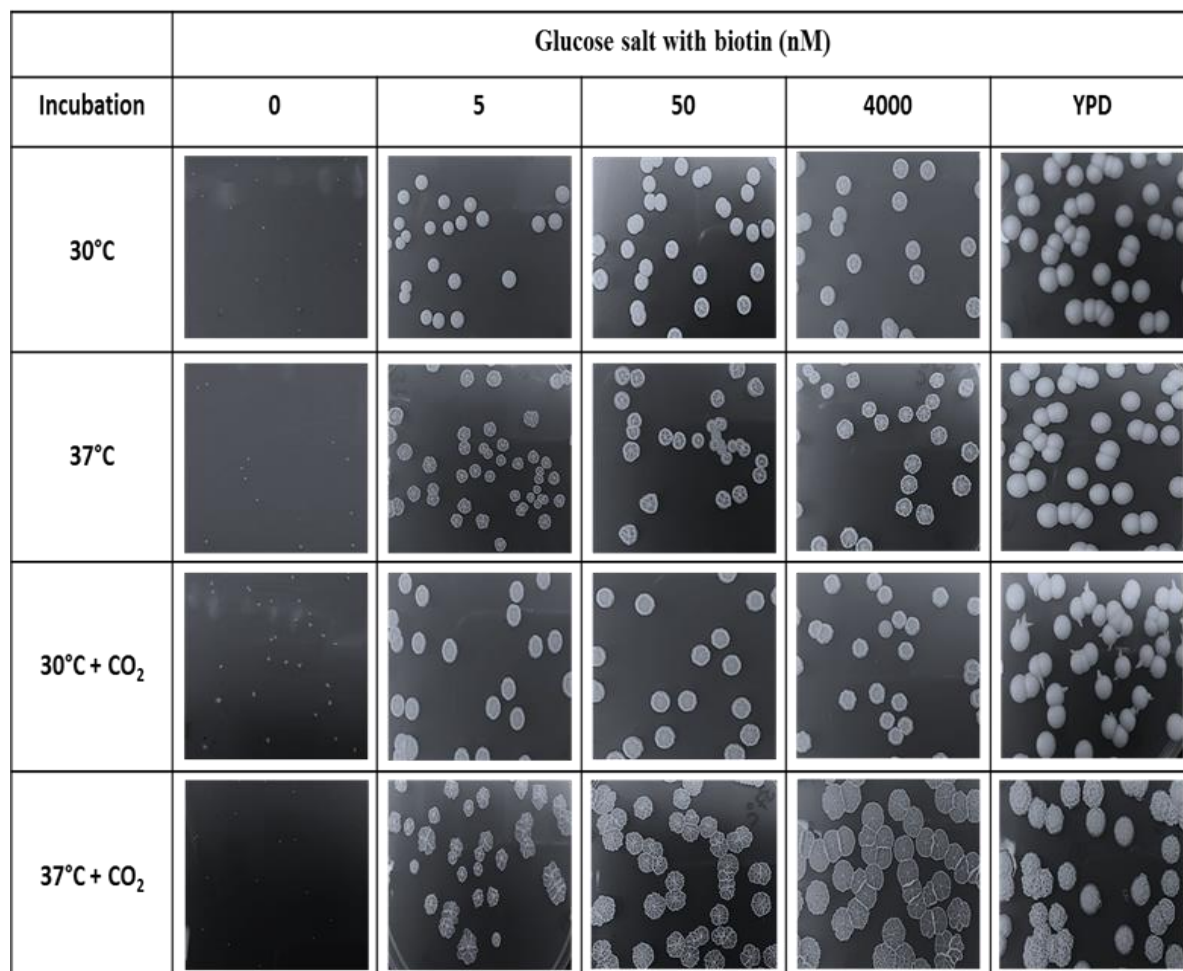 Glucose salt with biotin (nM)
Incubation 0 5 50 4000 YPD
30°C
37°C
30°C + CO₂
37°C + CO₂